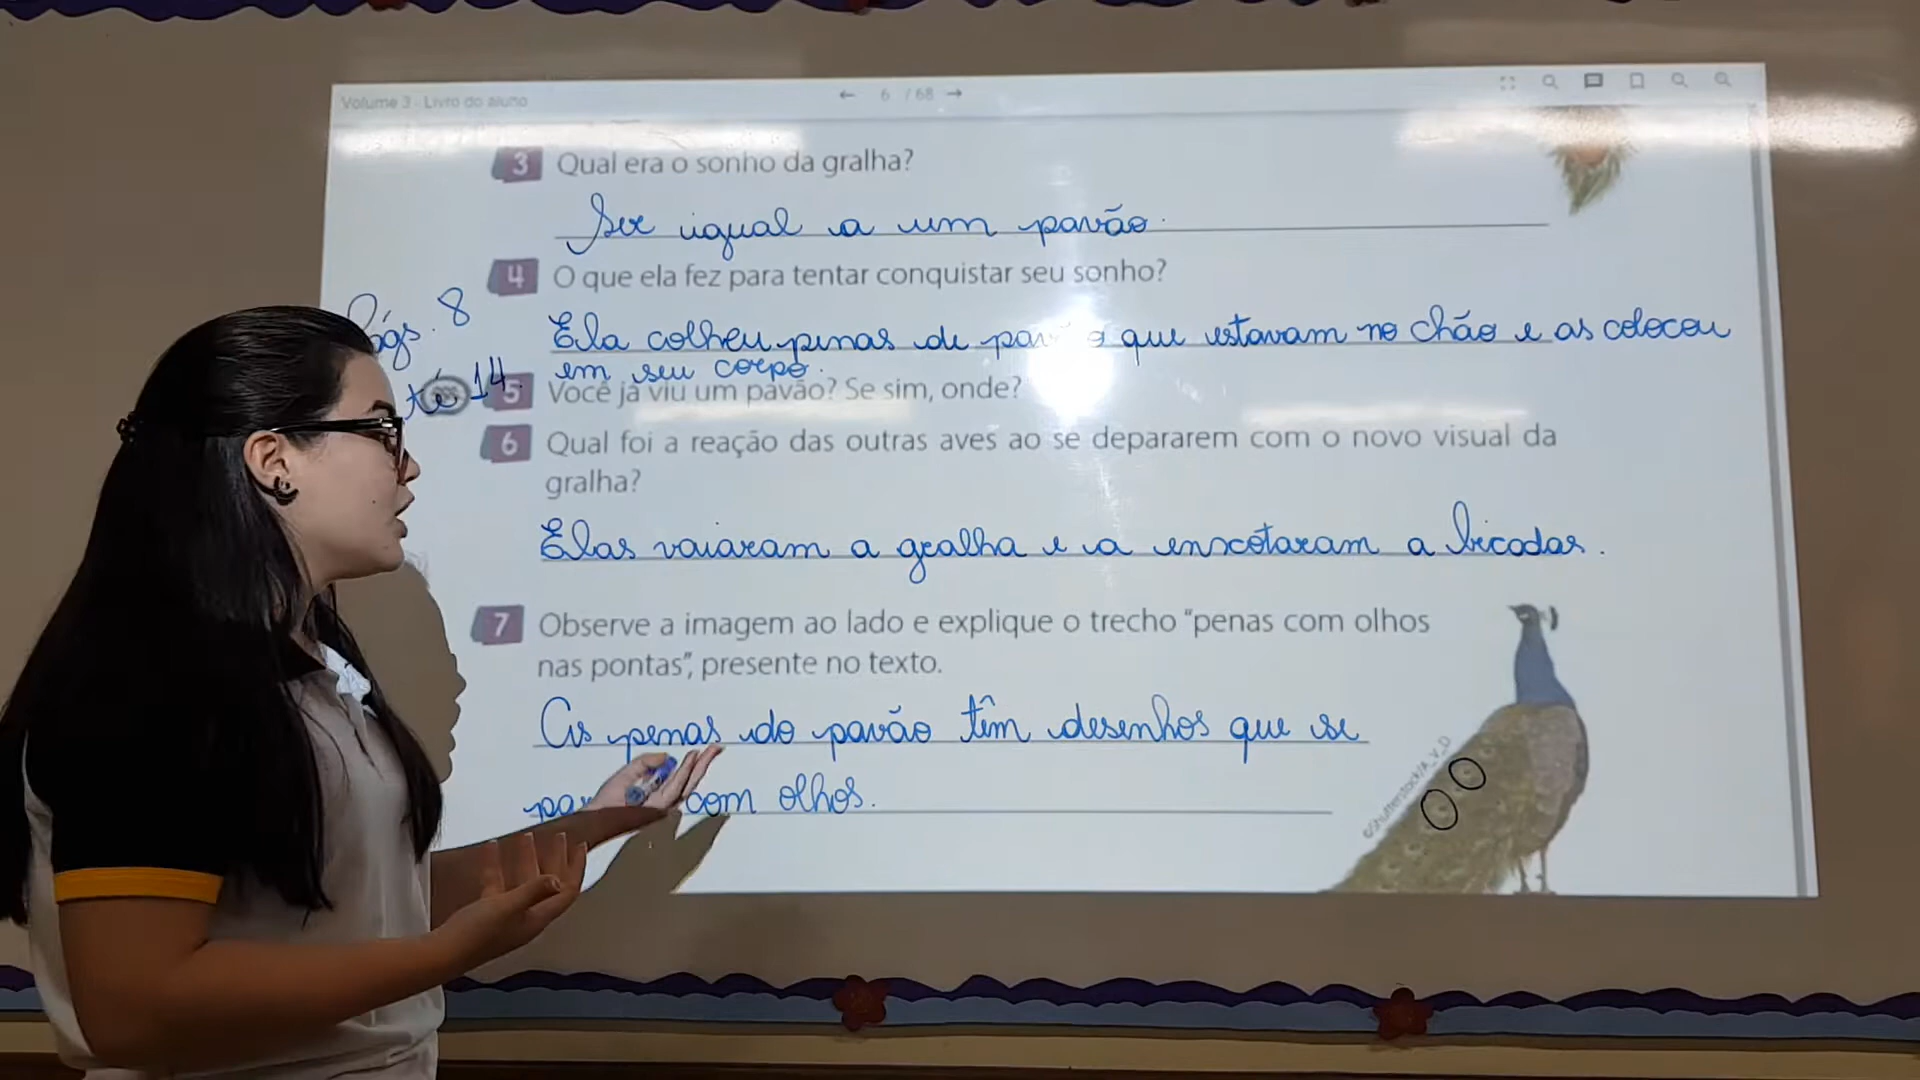 Volume 3 - Livro do aluno
← 6 / 68 →
3 Qual era o sonho da gralha?
Ser igual a um pavão.
4 O que ela fez para tentar conquistar seu sonho?
Págs. 8
Ela colheu penas de que estavam no chão e as colocou
em seu corpo.
14.
5 Você já viu um pavão? Se sim, onde?
6 Qual foi a reação das outras aves ao se depararem com o novo visual da
gralha?
Elas vaiaram a gralha e a enxotaram a bicadas.
7 Observe a imagem ao lado e explique o trecho “penas com olhos
nas pontas”, presente no texto.
As penas do pavão têm desenhos que se
com olhos.
©Shutterstock/A_V_D